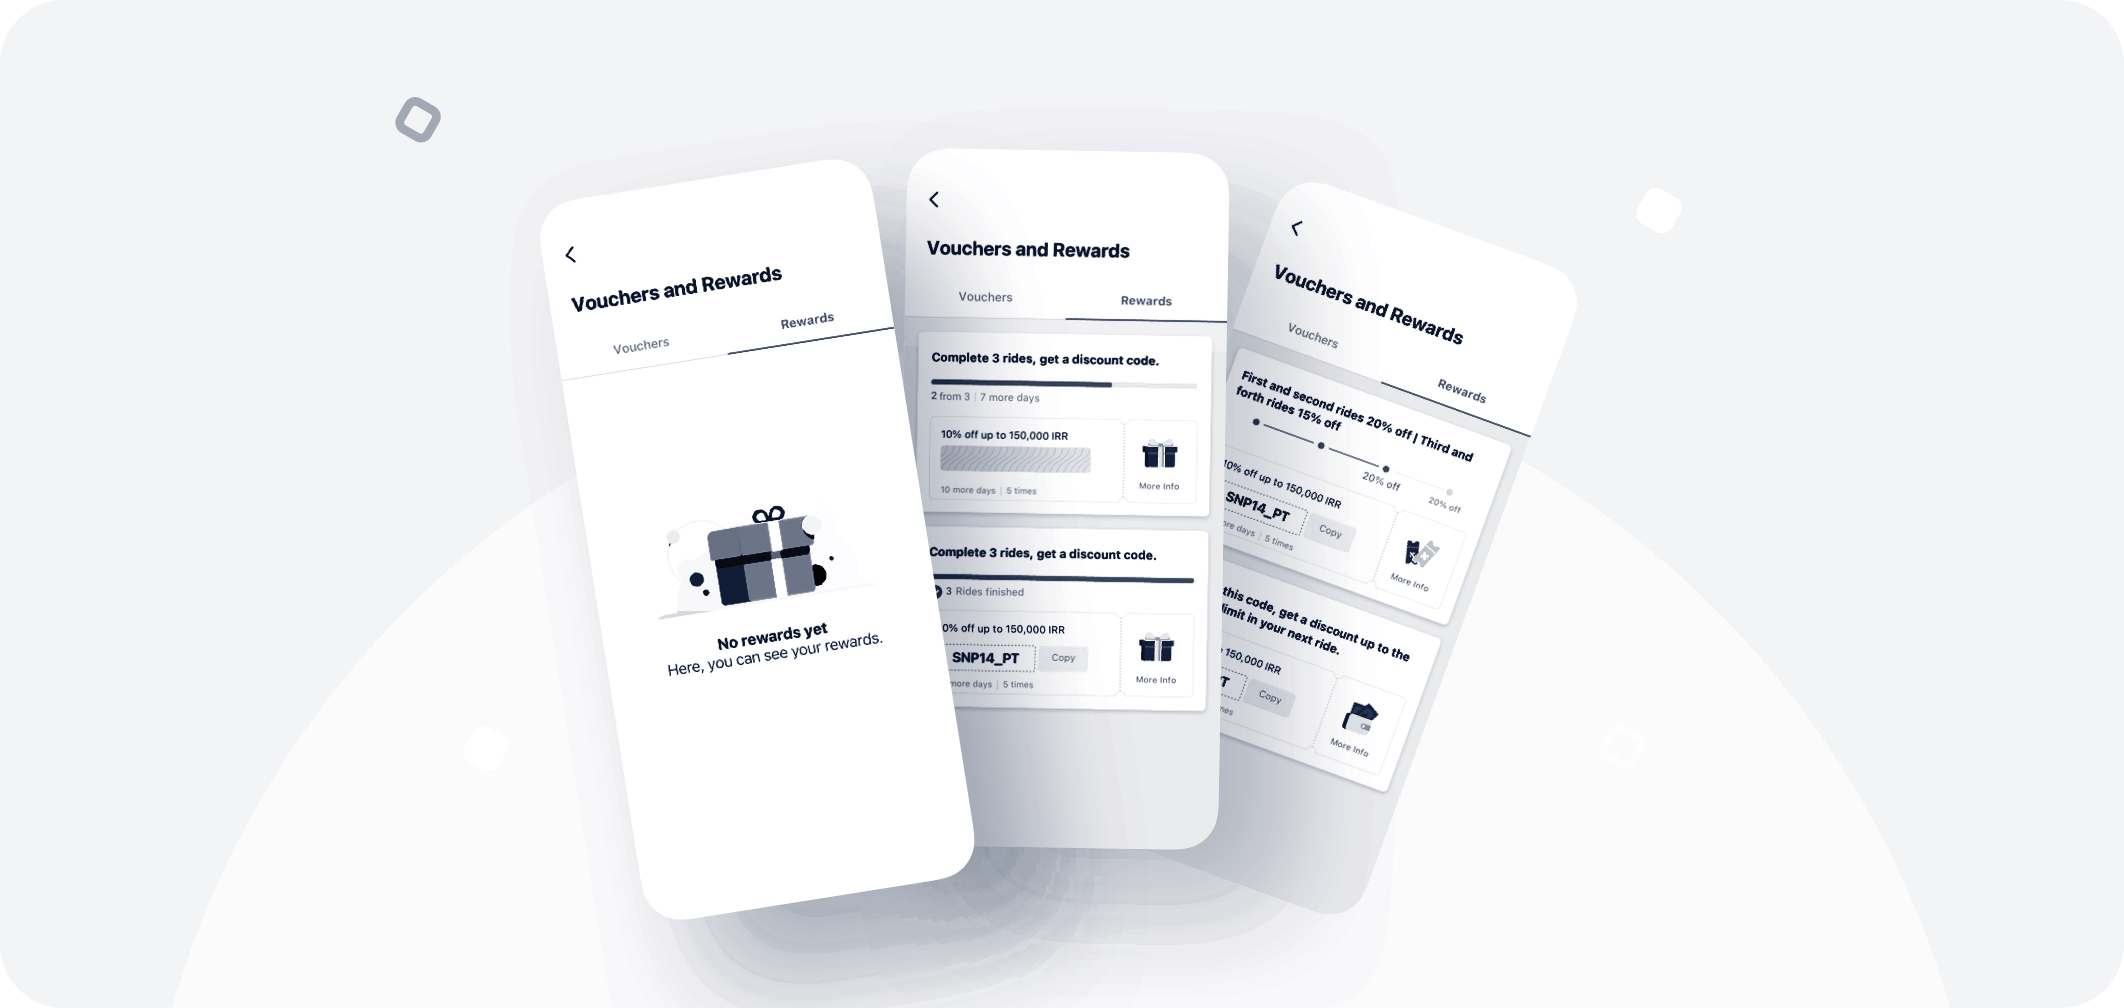 Vouchers and Rewards
Vouchers
Rewards
No rewards yet
Here, you can see your rewards.
Vouchers and Rewards
Vouchers
Rewards
Complete 3 rides, get a discount code.
2 from 3 | 7 more days
10% off up to 150,000 IRR
10 more days | 5 times
More Info
Complete 3 rides, get a discount code.
3 Rides finished
0% off up to 150,000 IRR
SNP14_PT
Copy
more days | 5 times
More Info
Vouchers and Rewards
Vouchers
Rewards
First and second rides 20% off | Third and
forth rides 15% off
20% off
20% off
10% off up to 150,000 IRR
SNP14_PT
Copy
days | 5 times
More Info
this code, get a discount up to the
limit in your next ride.
150,000 IRR
Copy
More Info